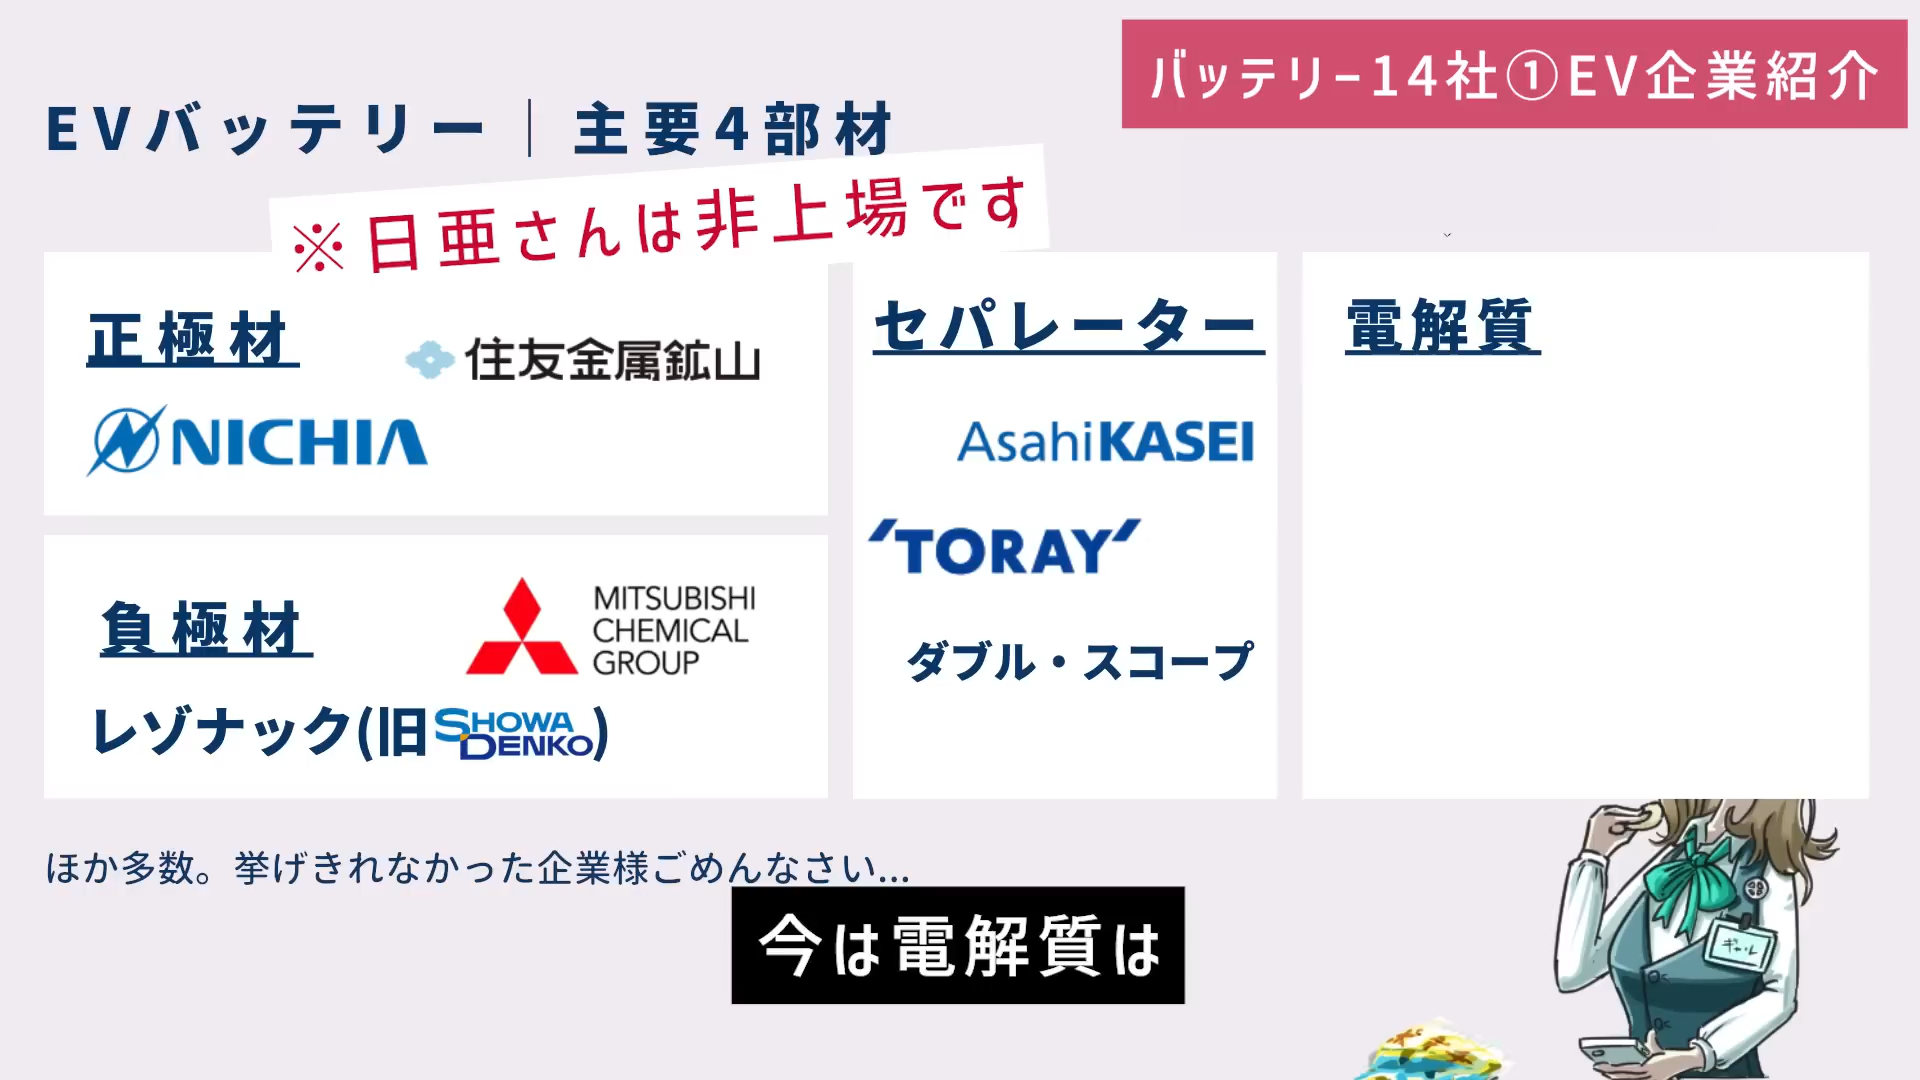 バッテリー14社①EV企業紹介
EVバッテリー｜主要4部材
※日亜さんは非上場です
正極材
住友金属鉱山
NICHIA
負極材
MITSUBISHI
CHEMICAL
GROUP
レゾナック(旧SHOWA DENKO)
セパレーター
AsahiKASEI
'TORAY'
ダブル・スコープ
電解質
ほか多数。挙げきれなかった企業様ごめんなさい...
今は電解質は
ギャル